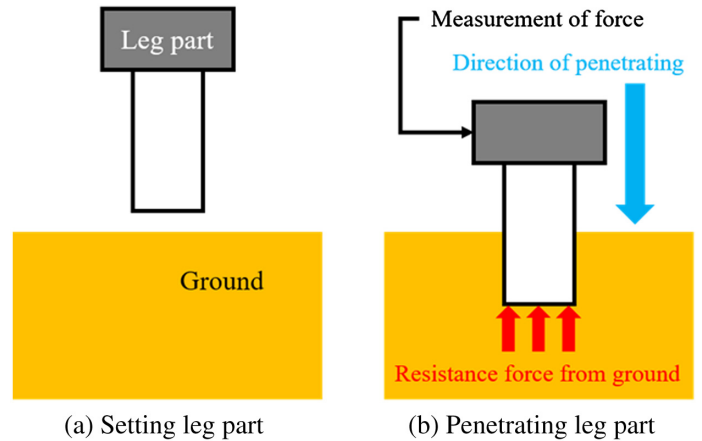 Leg part
Ground
(a) Setting leg part
Measurement of force
Direction of penetrating
Resistance force from ground
(b) Penetrating leg part